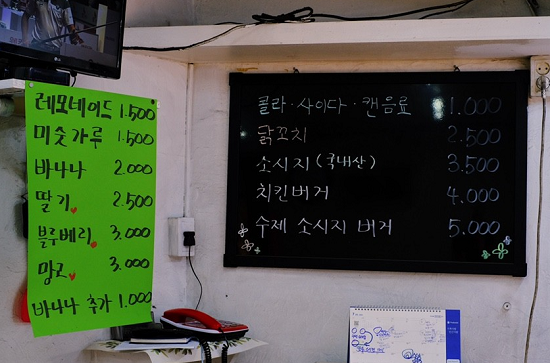 레모네이드 1.500
미숫가루 1.500
바나나 2.000
딸기 2.500
블루베리 3.000
망고 3.000
바나나 추가 1.000
콜라·사이다·캔음료 1.000
닭꼬치 2.500
소시지(국내산) 3.500
치킨버거 4.000
수제 소시지 버거 5.000